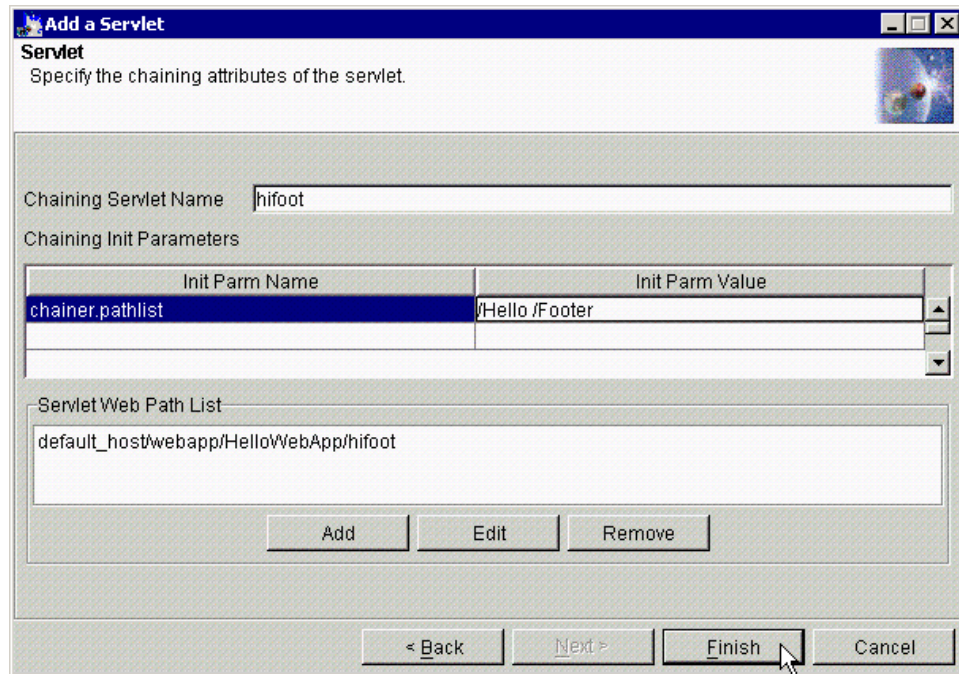 Add a Servlet
Servlet
Specify the chaining attributes of the servlet.
Chaining Servlet Name hifoot
Chaining Init Parameters
Init Parm Name Init Parm Value
chainer.pathlist /Hello /Footer
Servlet Web Path List
default_host/webapp/HelloWebApp/hifoot
Add Edit Remove
< Back Next > Finish Cancel